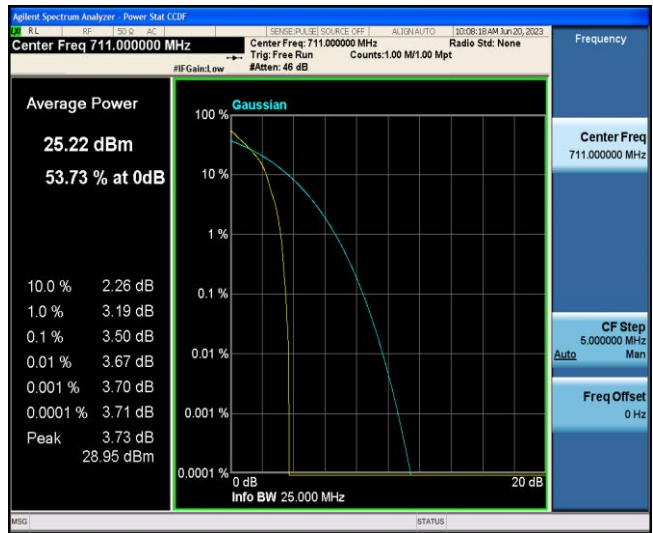 Agilent Spectrum Analyzer - Power Stat CCDF
RL RF 50 Ω AC SENSE:PULSE SOURCE OFF ALIGNAUTO 10:08:18 AM Jun 20, 2023
Center Freq 711.000000 MHz
Center Freq: 711.000000 MHz Radio Std: None
Trig: Free Run Counts:1.00 M/1.00 Mpt
#IFGain:Low #Atten: 46 dB
Frequency
Average Power
25.22 dBm
53.73 % at 0dB
10.0 % 2.26 dB
1.0 % 3.19 dB
0.1 % 3.50 dB
0.01 % 3.67 dB
0.001 % 3.70 dB
0.0001 % 3.71 dB
Peak 3.73 dB
28.95 dBm
Gaussian
100 %
10 %
1 %
0.1 %
0.01 %
0.001 %
0.0001 %
0 dB 20 dB
Info BW 25.000 MHz
Center Freq
711.000000 MHz
CF Step
5.000000 MHz
Auto Man
Freq Offset
0 Hz
MSG STATUS